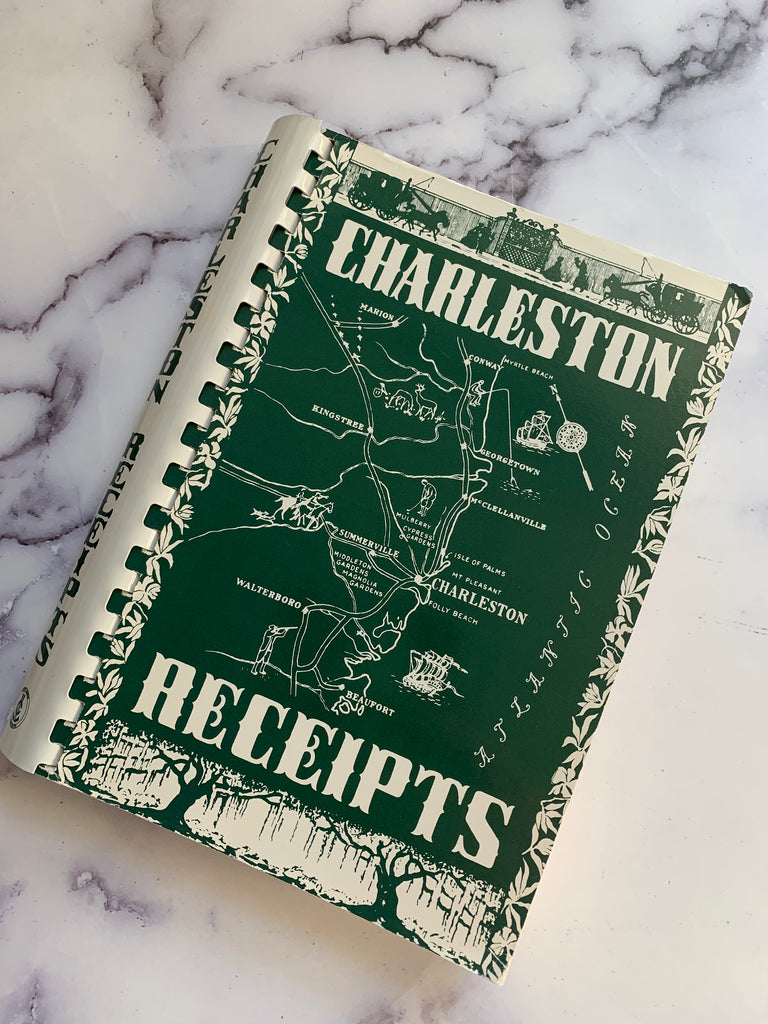 CHARLESTON RECEIPTS
CHARLESTON
MARION
CONWAY
MYRTLE BEACH
KINGSTREE
GEORGETOWN
McCLELLANVILLE
MULBERRY
CYPRESS
GARDENS
SUMMERVILLE
MIDDLETON
GARDENS
MAGNOLIA
GARDENS
ISLE OF PALMS
MT PLEASANT
CHARLESTON
FOLLY BEACH
WALTERBORO
BEAUFORT
ATLANTIC OCEAN
RECEIPTS